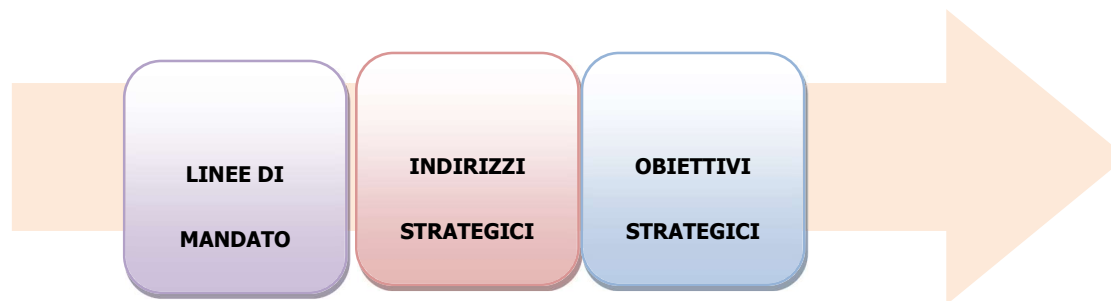 LINEE DI
MANDATO
INDIRIZZI
STRATEGICI
OBIETTIVI
STRATEGICI